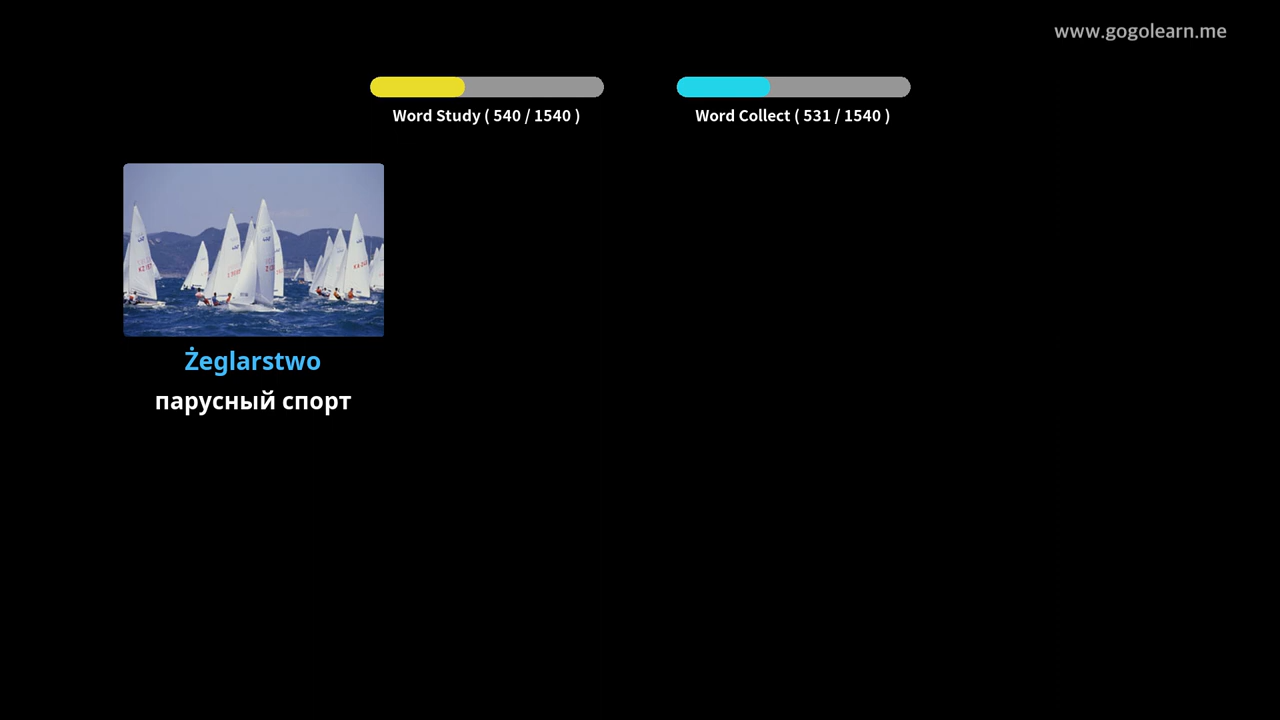 www.gogolearn.me
Word Study ( 540 / 1540 )
Word Collect ( 531 / 1540 )
Żeglarstwo
парусный спорт